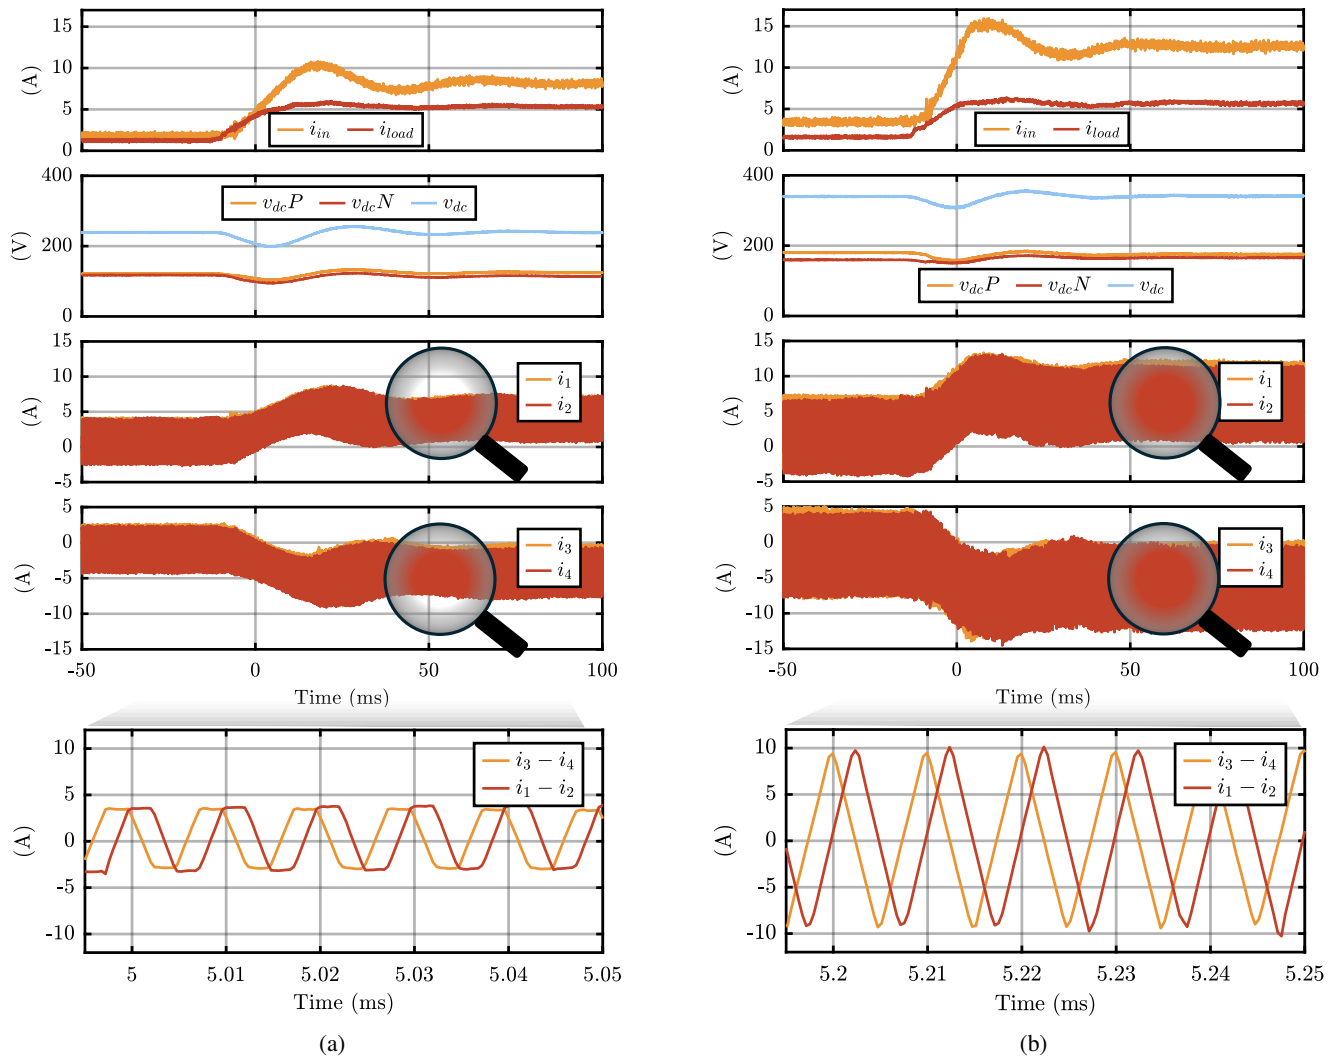 15
10
5
0
(A)
i_in i_load
400
200
0
(V)
v_dcP v_dcN v_dc
15
10
5
0
-5
(A)
i_1
i_2
5
0
-5
-10
-15
(A)
i_3
i_4
-50 0 50 100
Time (ms)
10
5
0
-5
-10
(A)
i_3 − i_4
i_1 − i_2
5 5.01 5.02 5.03 5.04 5.05
Time (ms)
(a)
15
10
5
0
(A)
i_in i_load
400
200
0
(V)
v_dcP v_dcN v_dc
15
10
5
0
-5
(A)
i_1
i_2
5
0
-5
-10
-15
(A)
i_3
i_4
-50 0 50 100
Time (ms)
10
5
0
-5
-10
(A)
i_3 − i_4
i_1 − i_2
5.2 5.21 5.22 5.23 5.24 5.25
Time (ms)
(b)